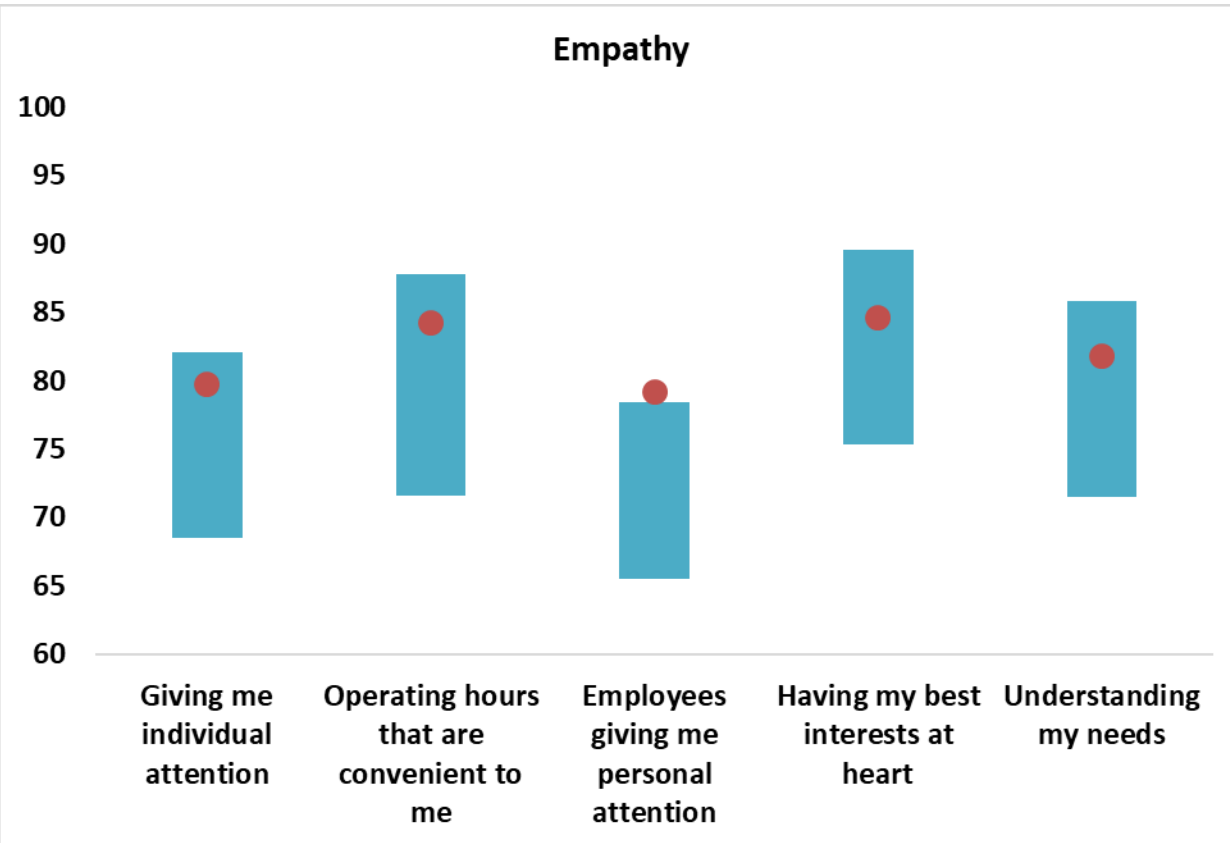 Empathy
100
95
90
85
80
75
70
65
60
Giving me
individual
attention
Operating hours
that are
convenient to
me
Employees
giving me
personal
attention
Having my best
interests at
heart
Understanding
my needs